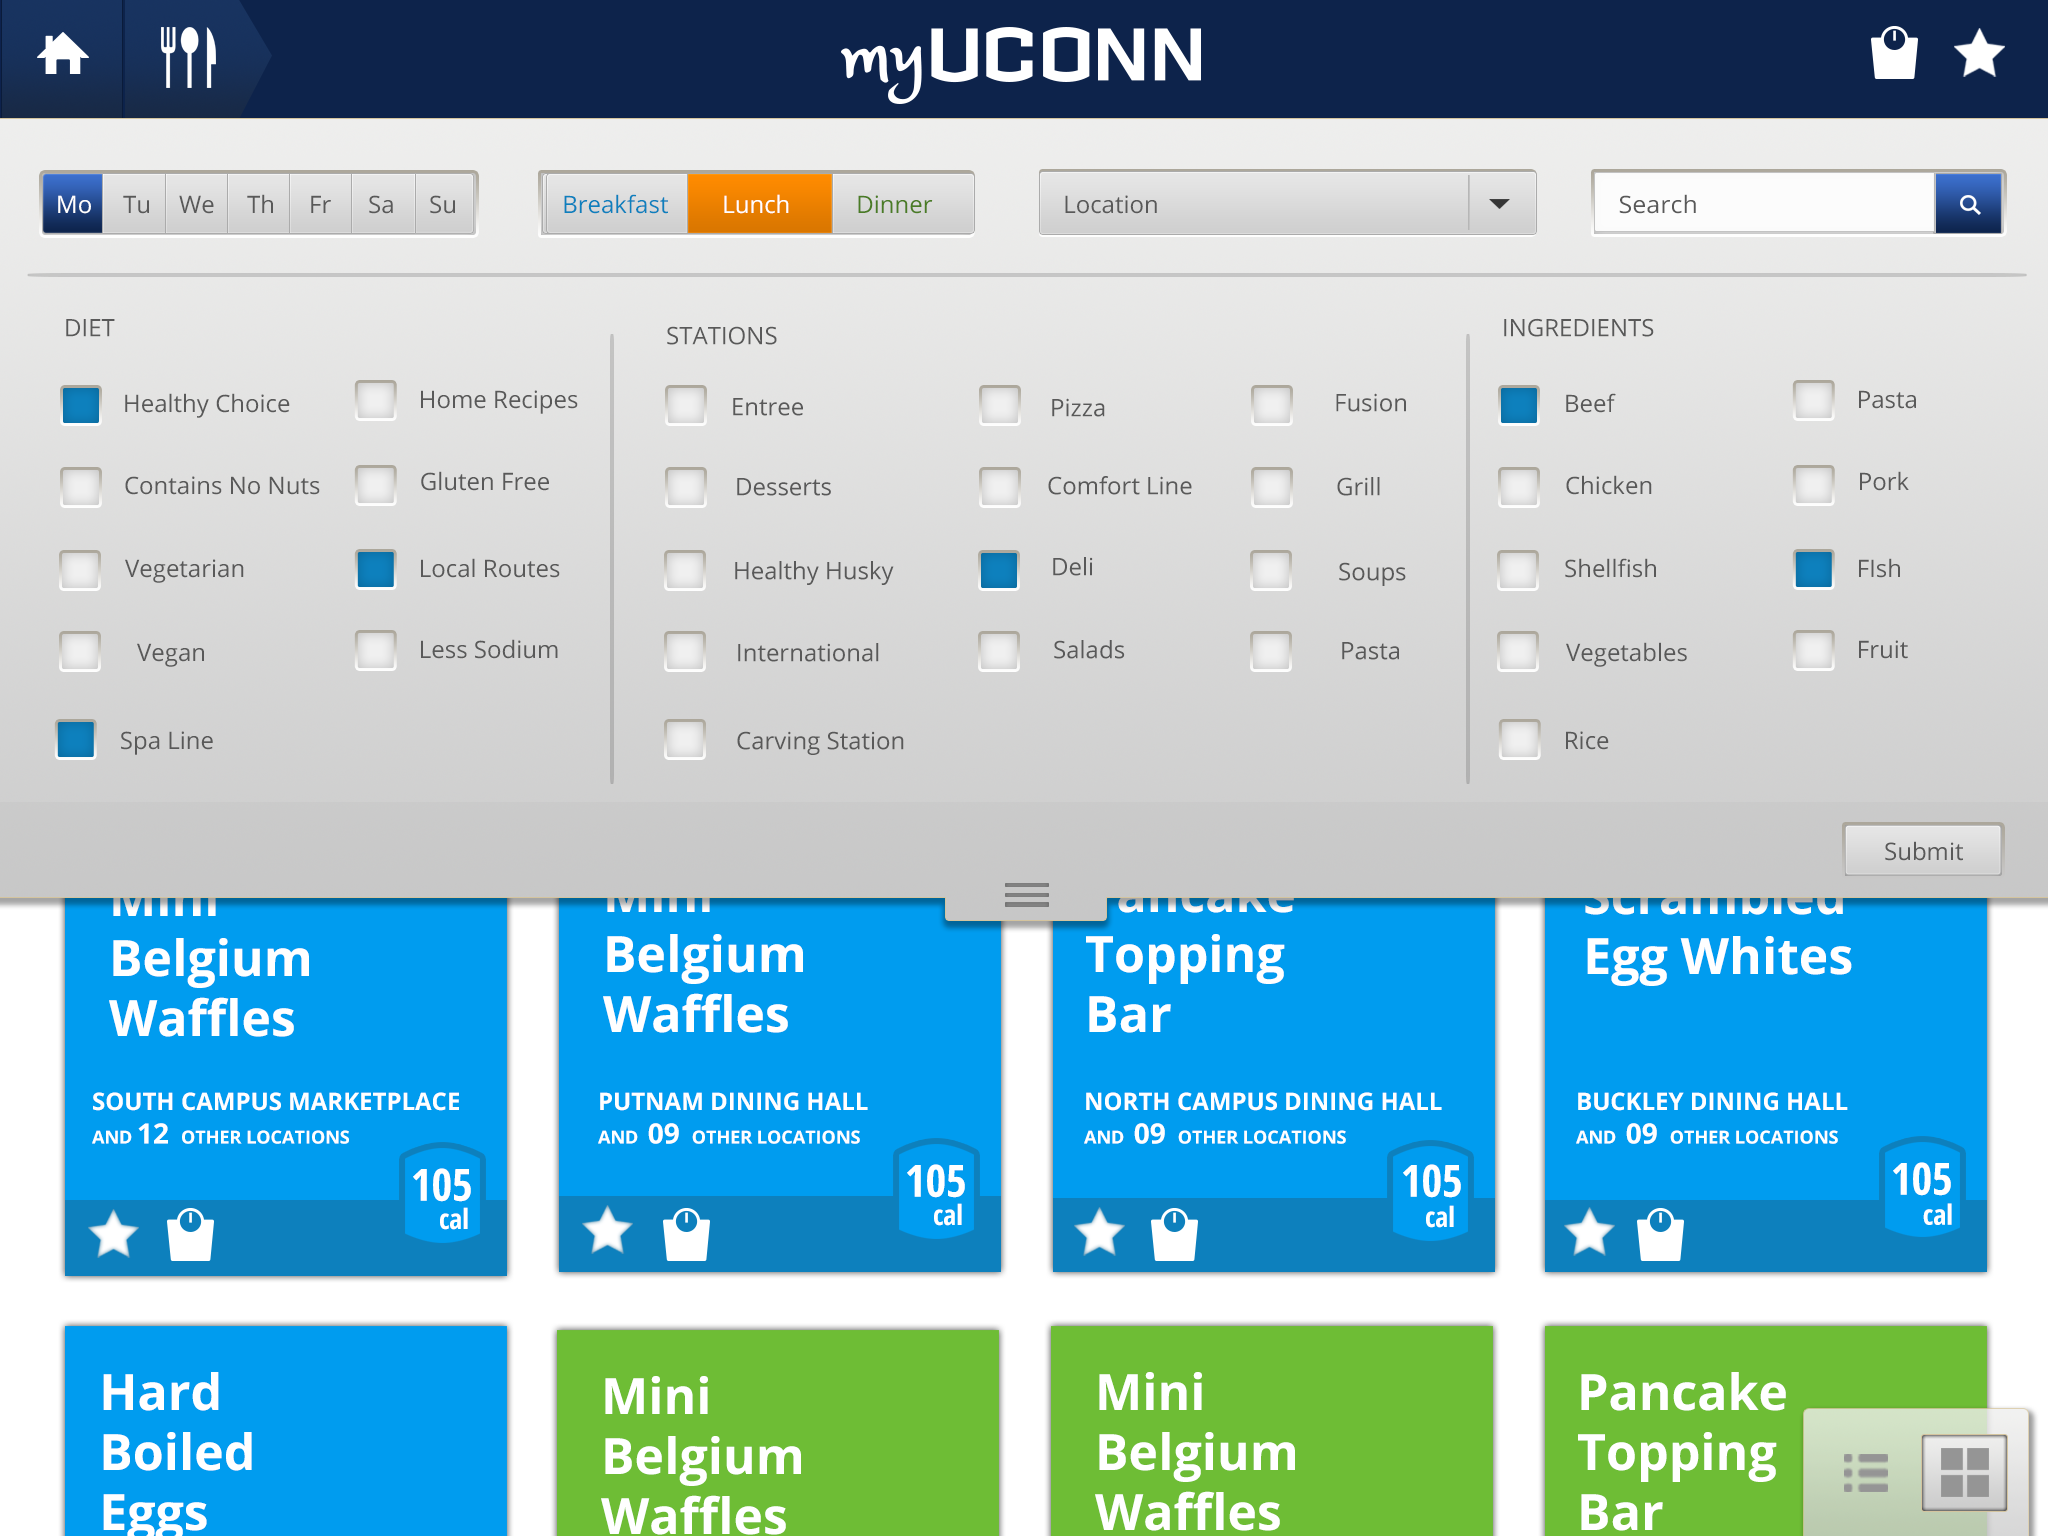 myUCONN
Mo Tu We Th Fr Sa Su
Breakfast Lunch Dinner
Location
Search
DIET
Healthy Choice
Home Recipes
Contains No Nuts
Gluten Free
Vegetarian
Local Routes
Vegan
Less Sodium
Spa Line
STATIONS
Entree
Pizza
Fusion
Desserts
Comfort Line
Grill
Healthy Husky
Deli
Soups
International
Salads
Pasta
Carving Station
INGREDIENTS
Beef
Pasta
Chicken
Pork
Shellfish
FIsh
Vegetables
Fruit
Rice
Submit
Mini
Belgium
Waffles
SOUTH CAMPUS MARKETPLACE
AND 12 OTHER LOCATIONS
105
cal
Mini
Belgium
Waffles
PUTNAM DINING HALL
AND 09 OTHER LOCATIONS
105
cal
Pancake
Topping
Bar
NORTH CAMPUS DINING HALL
AND 09 OTHER LOCATIONS
105
cal
Scrambled
Egg Whites
BUCKLEY DINING HALL
AND 09 OTHER LOCATIONS
105
cal
Hard
Boiled
Eggs
Mini
Belgium
Waffles
Mini
Belgium
Waffles
Pancake
Topping
Bar